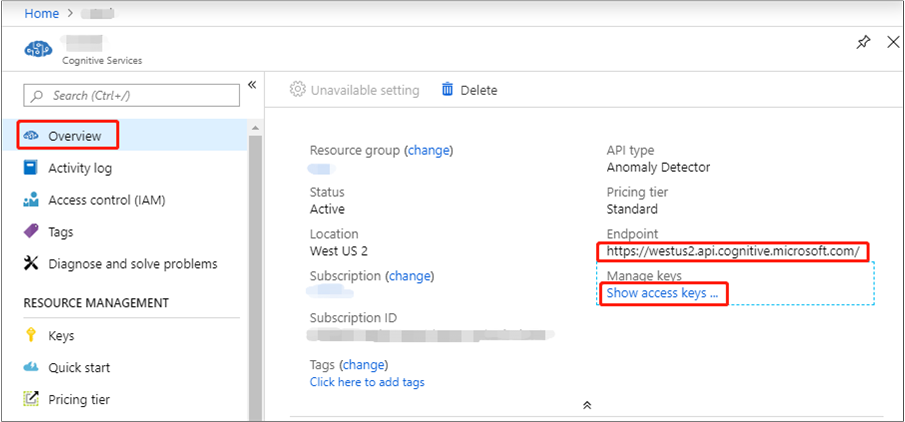 Home >
Cognitive Services
Search (Ctrl+/)
«
Overview
Activity log
Access control (IAM)
Tags
Diagnose and solve problems
RESOURCE MANAGEMENT
Keys
Quick start
Pricing tier
Unavailable setting
Delete
Resource group (change)
Status
Active
Location
West US 2
Subscription (change)
Subscription ID
Tags (change)
Click here to add tags
API type
Anomaly Detector
Pricing tier
Standard
Endpoint
https://westus2.api.cognitive.microsoft.com/
Manage keys
Show access keys ...